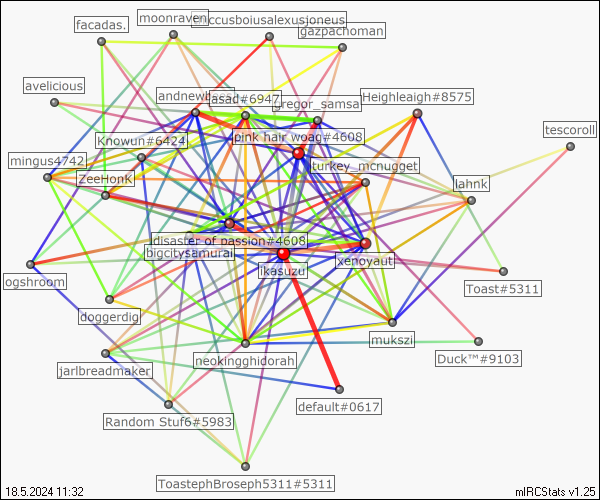 moonraven
niccusboiusalexusjoneus
facadas.
gazpachoman
avelicious
andnewlhssa
asad#6947
gregor_samsa
Heighleaigh#8575
tescoroll
Knowun#6424
pink hair woag#4608
mingus4742
turkey_mcnugget
ZeeHonK
lahnk
disaster of passion#4608
bigcitysamurai
xenoyaut
ikasuzu
ogshroom
Toast#5311
doggerdig
mukszi
neokingghidorah
Duck™#9103
jarlbreadmaker
default#0617
Random Stuf6#5983
ToastephBroseph5311#5311
18.5.2024 11:32
mIRCStats v1.25